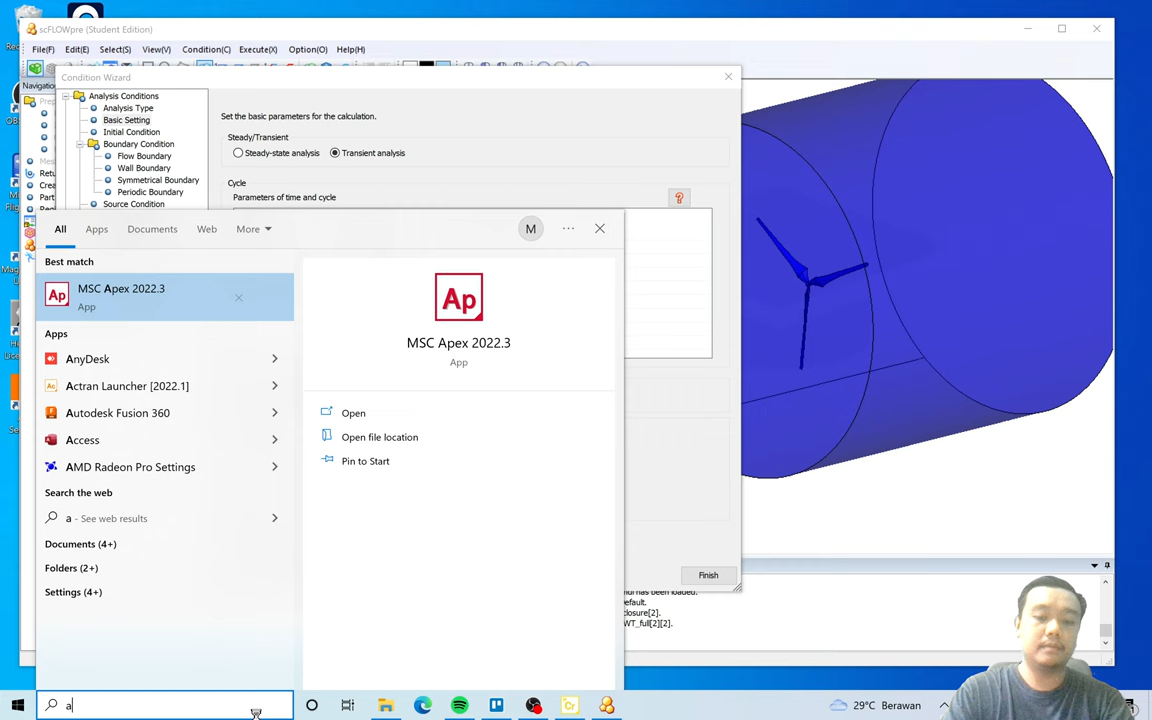 scFLOWpre (Student Edition)
File(F) Edit(E) Select(S) View(V) Condition(C) Execute(X) Option(O) Help(H)
Condition Wizard
Navigation
Analysis Conditions
Analysis Type
Basic Setting
Initial Condition
Boundary Condition
Flow Boundary
Wall Boundary
Symmetrical Boundary
Periodic Boundary
Source Condition
Set the basic parameters for the calculation.
Steady/Transient
Steady-state analysis Transient analysis
Cycle
Parameters of time and cycle
?
All Apps Documents Web More M
Best match
MSC Apex 2022.3
App
Apps
AnyDesk
Actran Launcher [2022.1]
Autodesk Fusion 360
Access
AMD Radeon Pro Settings
Search the web
a - See web results
Documents (4+)
Folders (2+)
Settings (4+)
Ap
MSC Apex 2022.3
App
Open
Open file location
Pin to Start
Finish
has been loaded.
closure[2].
WT_full[2][2].
a
29°C Berawan